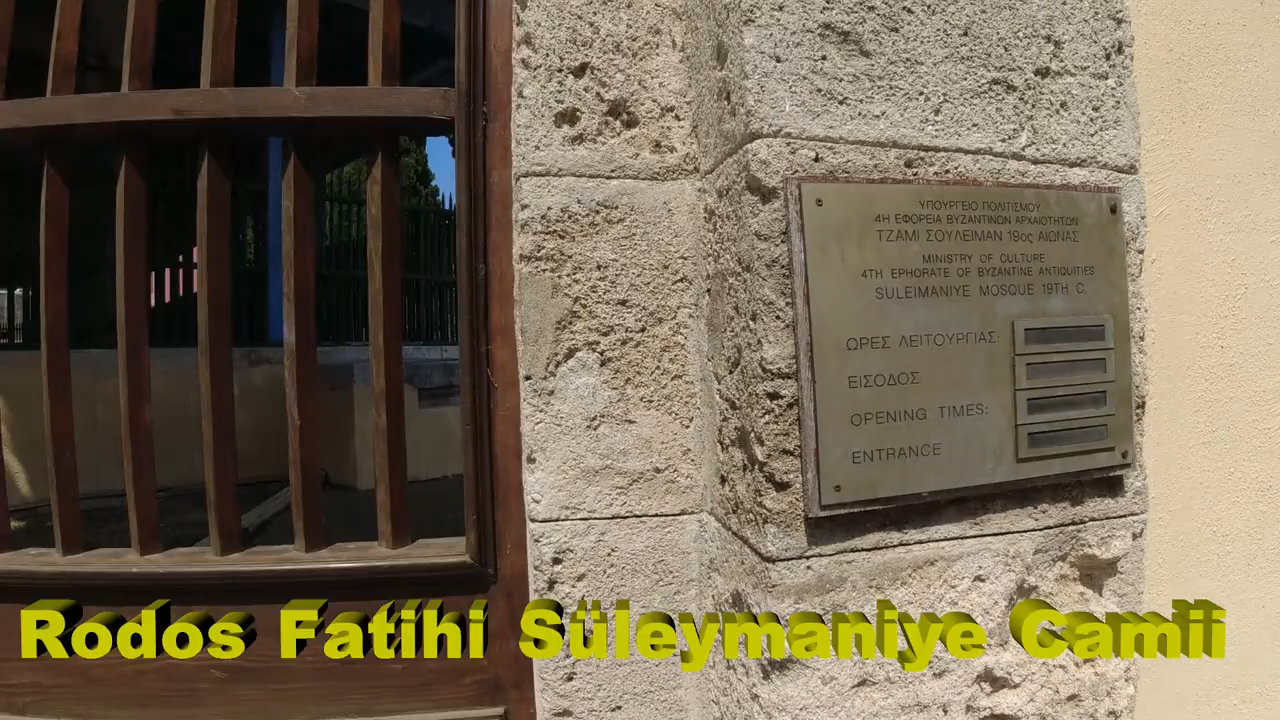 ΥΠΟΥΡΓΕΙΟ ΠΟΛΙΤΙΣΜΟΥ
4Η ΕΦΟΡΕΙΑ ΒΥΖΑΝΤΙΝΩΝ ΑΡΧΑΙΟΤΗΤΩΝ
ΤΖΑΜΙ ΣΟΥΛΕΙΜΑΝ 19ος ΑΙΩΝΑΣ
MINISTRY OF CULTURE
4TH EPHORATE OF BYZANTINE ANTIQUITIES
SULEIMANIYE MOSQUE 19TH C.
ΩΡΕΣ ΛΕΙΤΟΥΡΓΙΑΣ:
ΕΙΣΟΔΟΣ
OPENING TIMES:
ENTRANCE
Rodos Fatihi Süleymaniye Camii